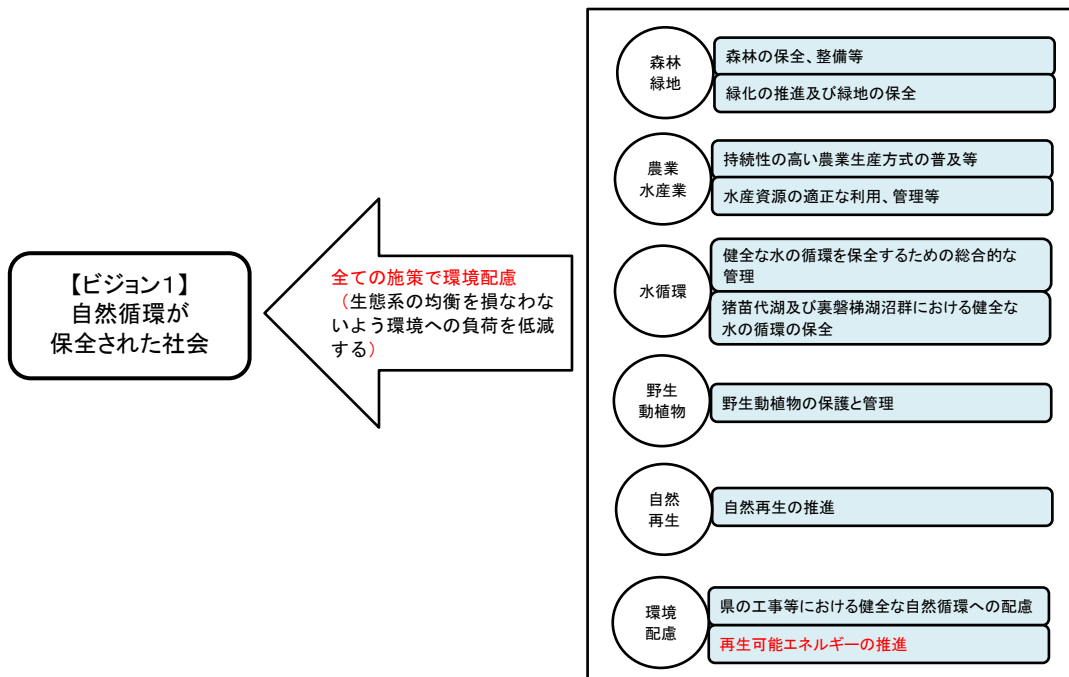 【ビジョン１】
自然循環が
保全された社会
全ての施策で環境配慮
（生態系の均衡を損なわな
いよう環境への負荷を低減
する）
森林
緑地
森林の保全、整備等
緑化の推進及び緑地の保全
農業
水産業
持続性の高い農業生産方式の普及等
水産資源の適正な利用、管理等
水循環
健全な水の循環を保全するための総合的な
管理
猪苗代湖及び裏磐梯湖沼群における健全な
水の循環の保全
野生
動植物
野生動植物の保護と管理
自然
再生
自然再生の推進
環境
配慮
県の工事等における健全な自然循環への配慮
再生可能エネルギーの推進